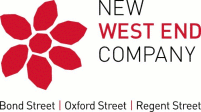 NEW
WEST END
COMPANY
Bond Street | Oxford Street | Regent Street